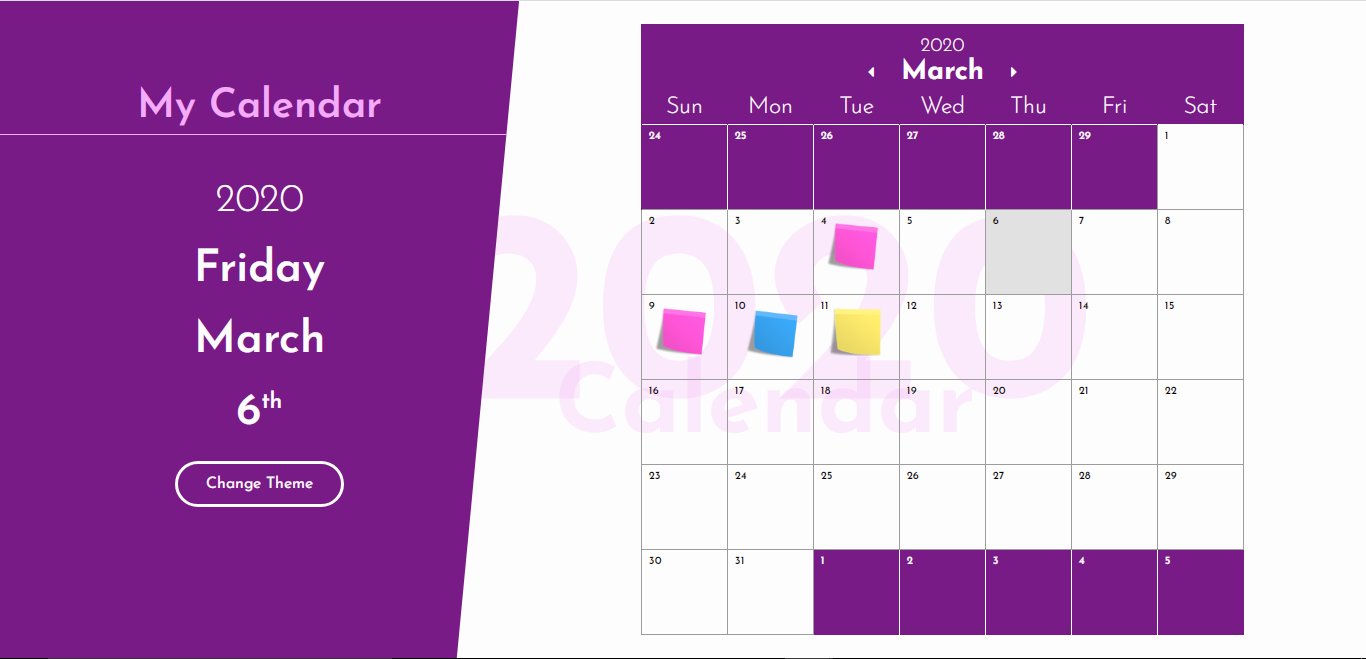 My Calendar
2020
Friday
March
6th
Change Theme
2020
Calendar
2020
March
Sun Mon Tue Wed Thu Fri Sat
24 25 26 27 28 29 1
2 3 4 5 6 7 8
9 10 11 12 13 14 15
16 17 18 19 20 21 22
23 24 25 26 27 28 29
30 31 1 2 3 4 5